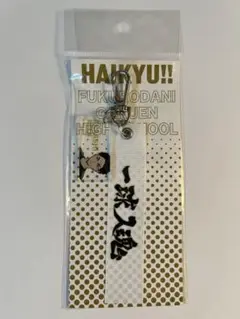 HAIKYU!!
FUKURODANI
GAKUEN
HIGH SCHOOL
一球入魂